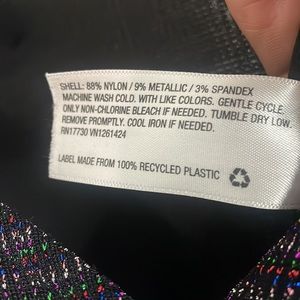 SHELL: 88% NYLON / 9% METALLIC / 3% SPANDEX
MACHINE WASH COLD. WITH LIKE COLORS. GENTLE CYCLE.
ONLY NON-CHLORINE BLEACH IF NEEDED. TUMBLE DRY LOW.
REMOVE PROMPTLY. COOL IRON IF NEEDED.
RN17730 VN1261424
LABEL MADE FROM 100% RECYCLED PLASTIC